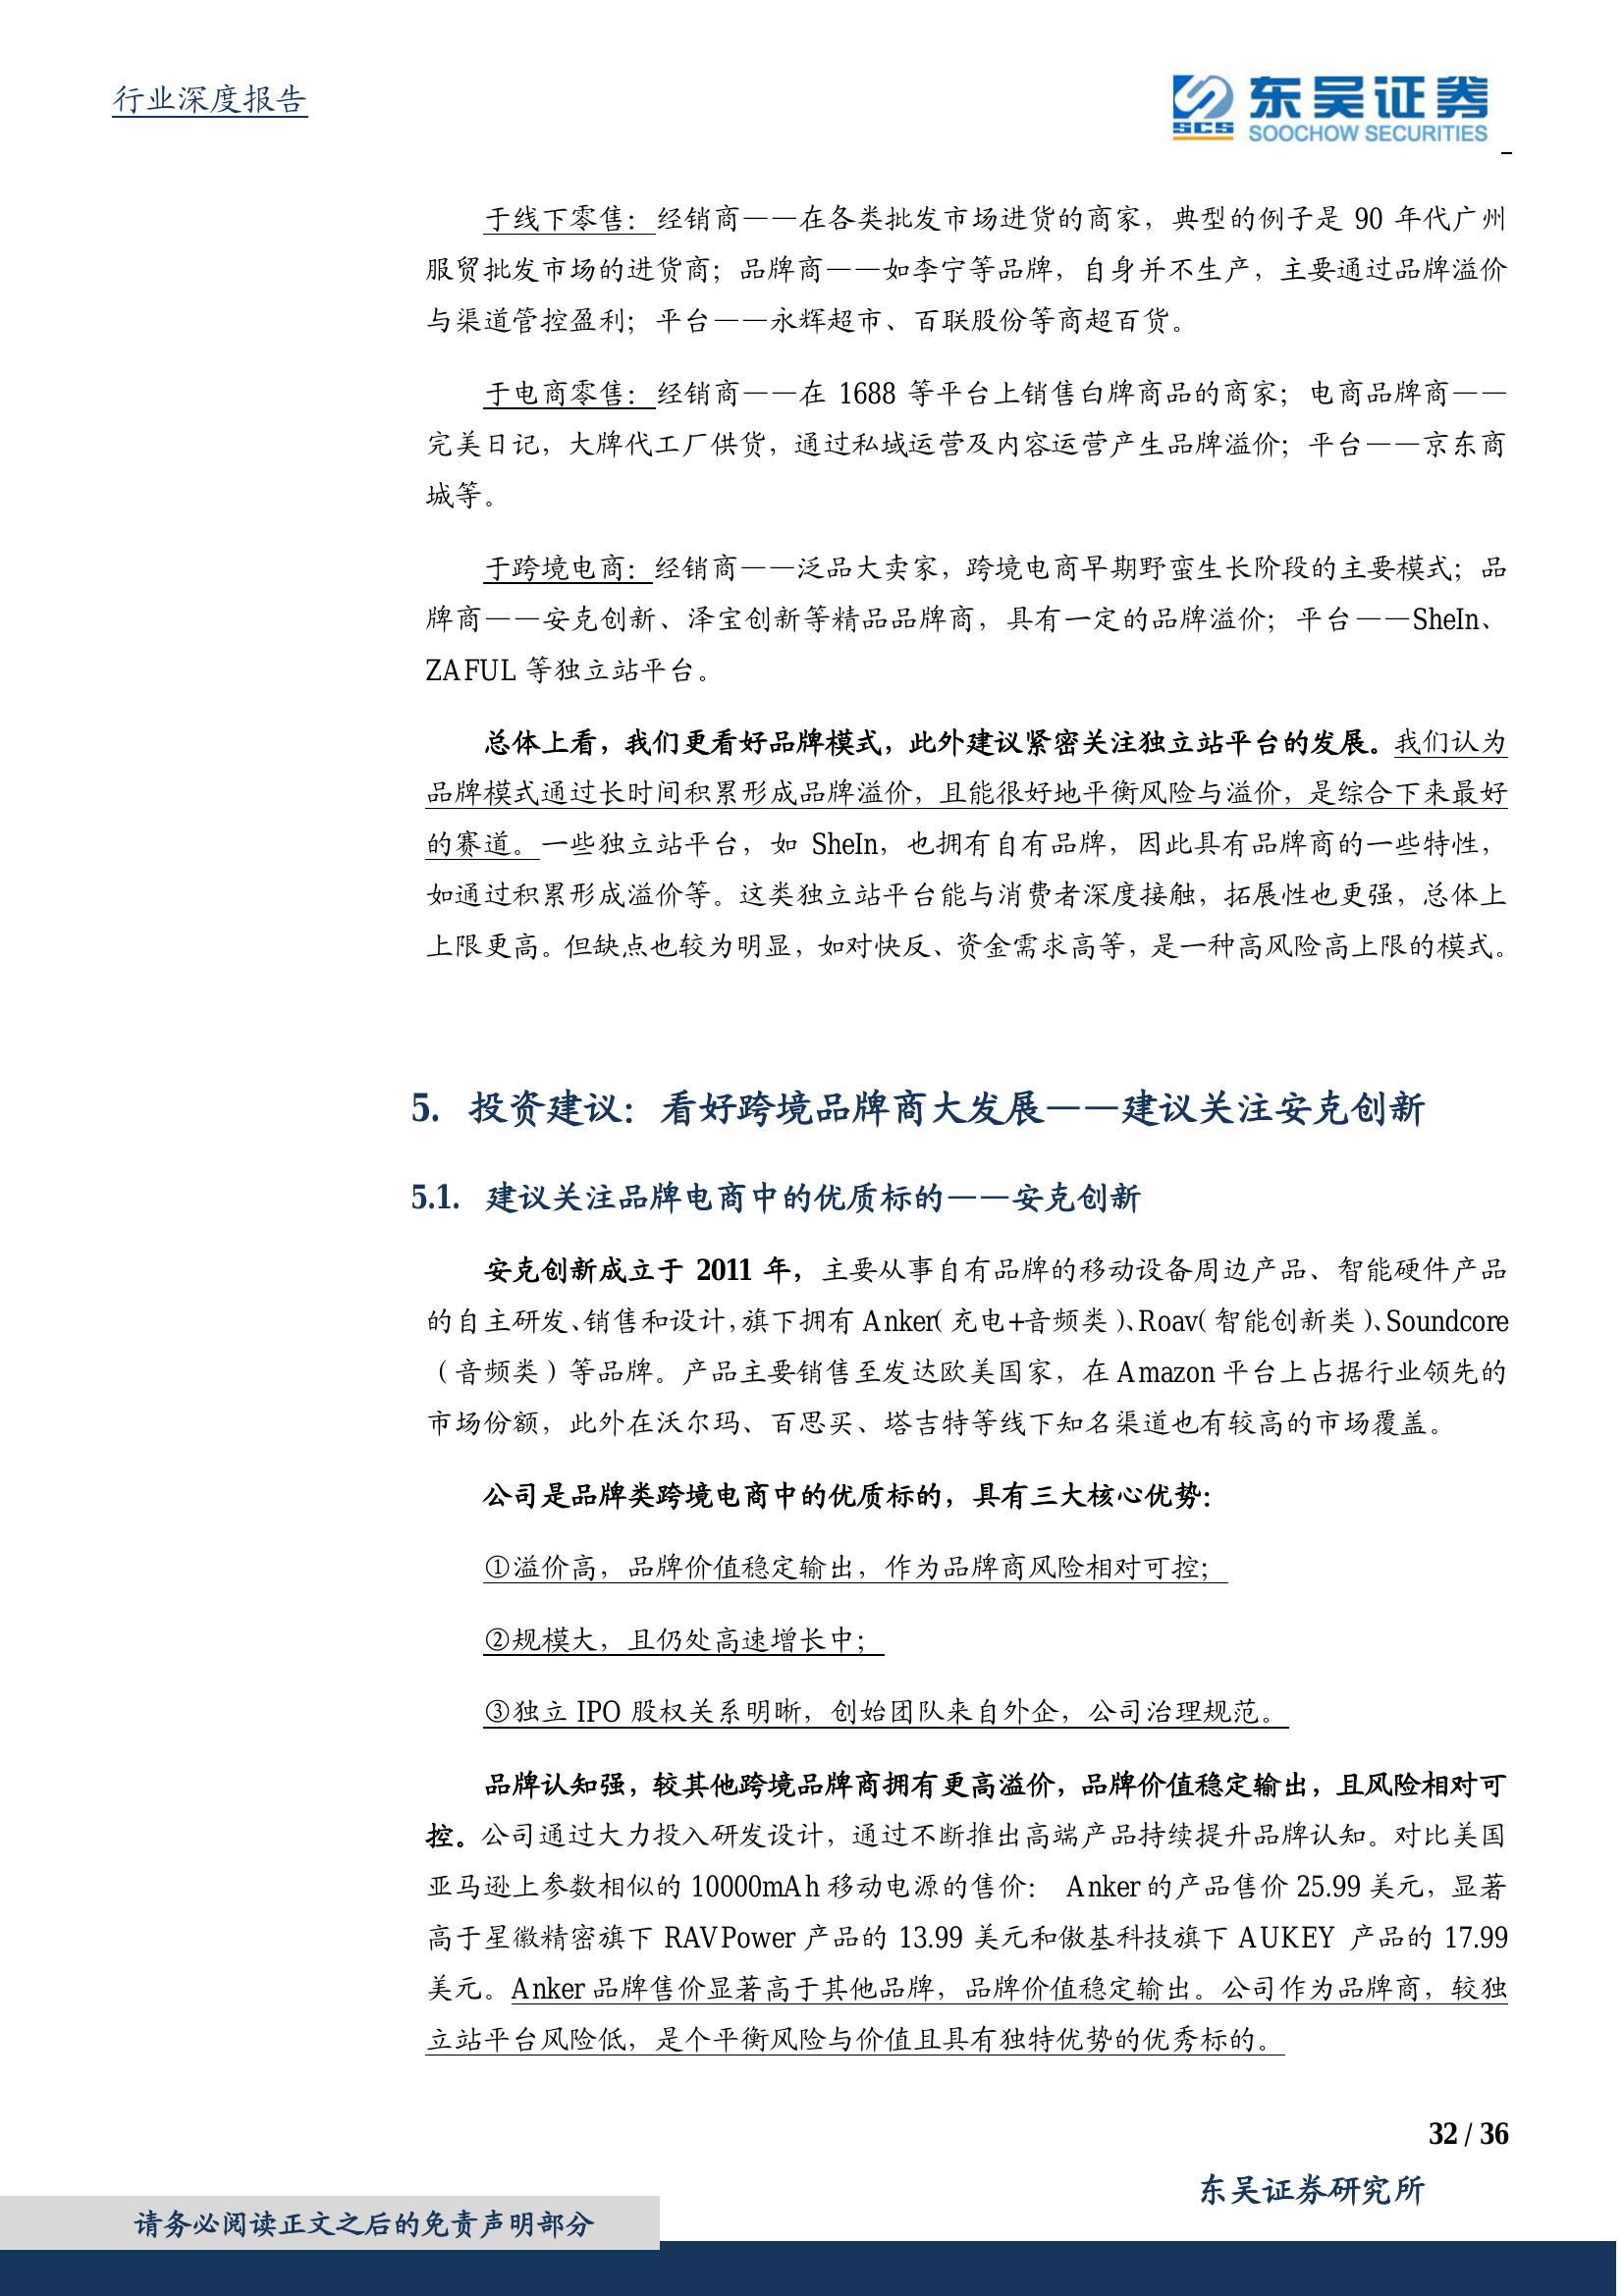 行业深度报告
东吴证券
SCS
SOOCHOW SECURITIES
于线下零售：经销商——在各类批发市场进货的商家，典型的例子是 90 年代广州
服贸批发市场的进货商；品牌商——如李宁等品牌，自身并不生产，主要通过品牌溢价
与渠道管控盈利；平台——永辉超市、百联股份等商超百货。
于电商零售：经销商——在 1688 等平台上销售白牌商品的商家；电商品牌商——
完美日记，大牌代工厂供货，通过私域运营及内容运营产生品牌溢价；平台——京东商
城等。
于跨境电商：经销商——泛品大卖家，跨境电商早期野蛮生长阶段的主要模式；品
牌商——安克创新、泽宝创新等精品品牌商，具有一定的品牌溢价；平台——SheIn、
ZAFUL 等独立站平台。
总体上看，我们更看好品牌模式，此外建议紧密关注独立站平台的发展。我们认为
品牌模式通过长时间积累形成品牌溢价，且能很好地平衡风险与溢价，是综合下来最好
的赛道。一些独立站平台，如 SheIn，也拥有自有品牌，因此具有品牌商的一些特性，
如通过积累形成溢价等。这类独立站平台能与消费者深度接触，拓展性也更强，总体上
上限更高。但缺点也较为明显，如对快反、资金需求高等，是一种高风险高上限的模式。
5. 投资建议：看好跨境品牌商大发展——建议关注安克创新
5.1. 建议关注品牌电商中的优质标的——安克创新
安克创新成立于 2011 年，主要从事自有品牌的移动设备周边产品、智能硬件产品
的自主研发、销售和设计，旗下拥有 Anker（充电+音频类）、Roav（智能创新类）、Soundcore
（音频类）等品牌。产品主要销售至发达欧美国家，在 Amazon 平台上占据行业领先的
市场份额，此外在沃尔玛、百思买、塔吉特等线下知名渠道也有较高的市场覆盖。
公司是品牌类跨境电商中的优质标的，具有三大核心优势：
①溢价高，品牌价值稳定输出，作为品牌商风险相对可控；
②规模大，且仍处高速增长中；
③独立 IPO 股权关系明晰，创始团队来自外企，公司治理规范。
品牌认知强，较其他跨境品牌商拥有更高溢价，品牌价值稳定输出，且风险相对可
控。公司通过大力投入研发设计，通过不断推出高端产品持续提升品牌认知。对比美国
亚马逊上参数相似的 10000mAh 移动电源的售价： Anker 的产品售价 25.99 美元，显著
高于星徽精密旗下 RAVPower 产品的 13.99 美元和傲基科技旗下 AUKEY 产品的 17.99
美元。Anker 品牌售价显著高于其他品牌，品牌价值稳定输出。公司作为品牌商，较独
立站平台风险低，是个平衡风险与价值且具有独特优势的优秀标的。
32 / 36
东吴证券研究所
请务必阅读正文之后的免责声明部分